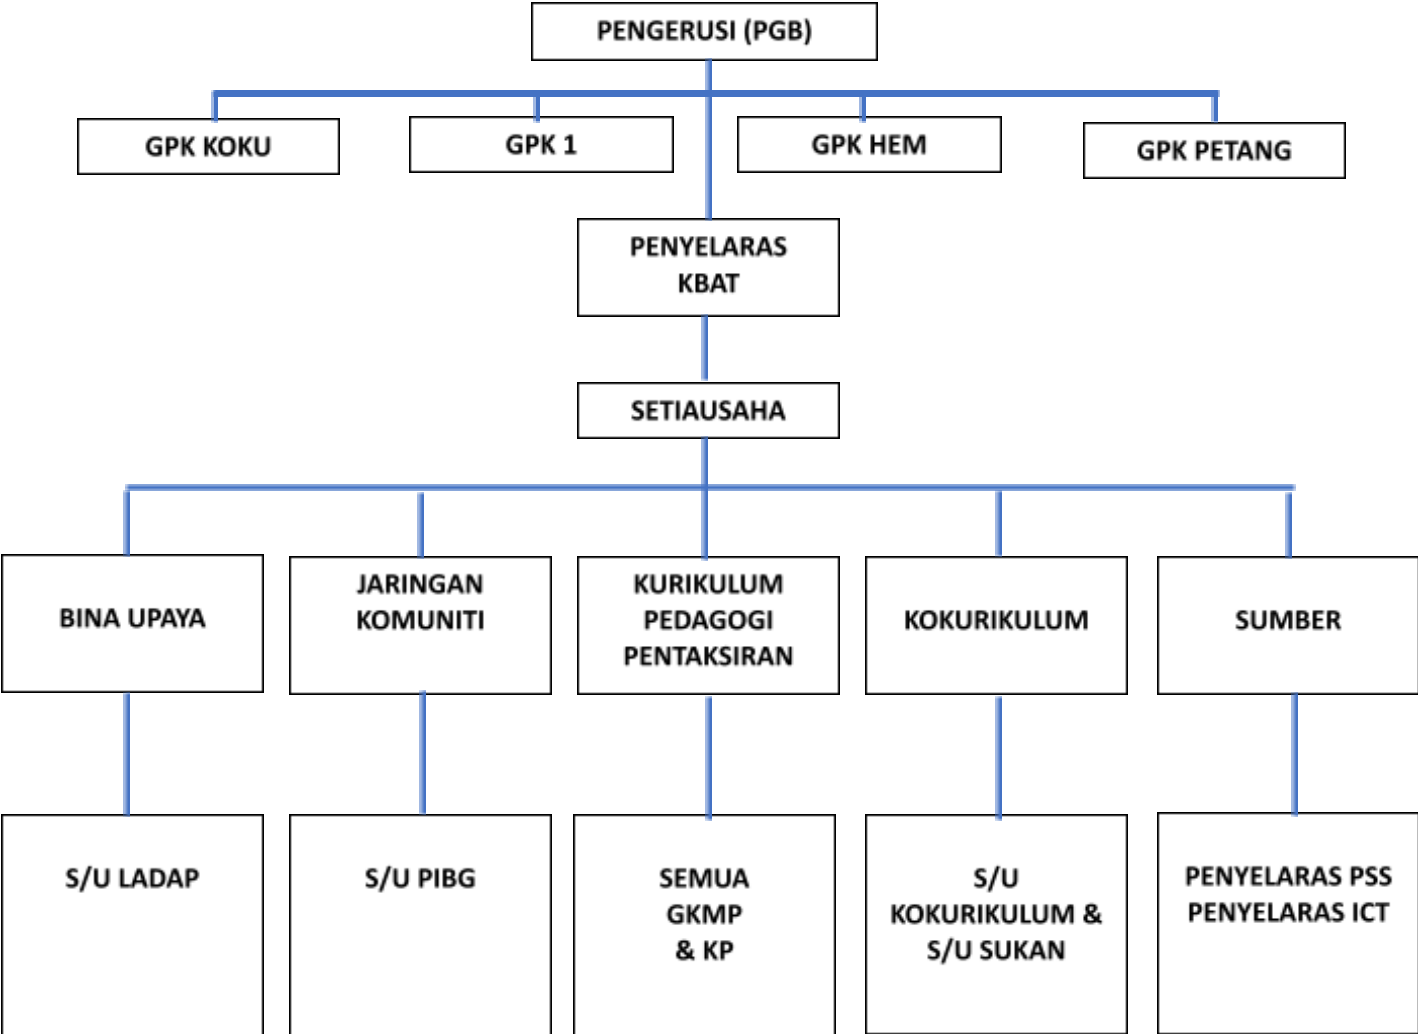 PENGERUSI (PGB)
GPK KOKU
GPK 1
GPK HEM
GPK PETANG
PENYELARAS
KBAT
SETIAUSAHA
BINA UPAYA
JARINGAN
KOMUNITI
KURIKULUM
PEDAGOGI
PENTAKSIRAN
KOKURIKULUM
SUMBER
S/U LADAP
S/U PIBG
SEMUA
GKMP
& KP
S/U
KOKURIKULUM &
S/U SUKAN
PENYELARAS PSS
PENYELARAS ICT